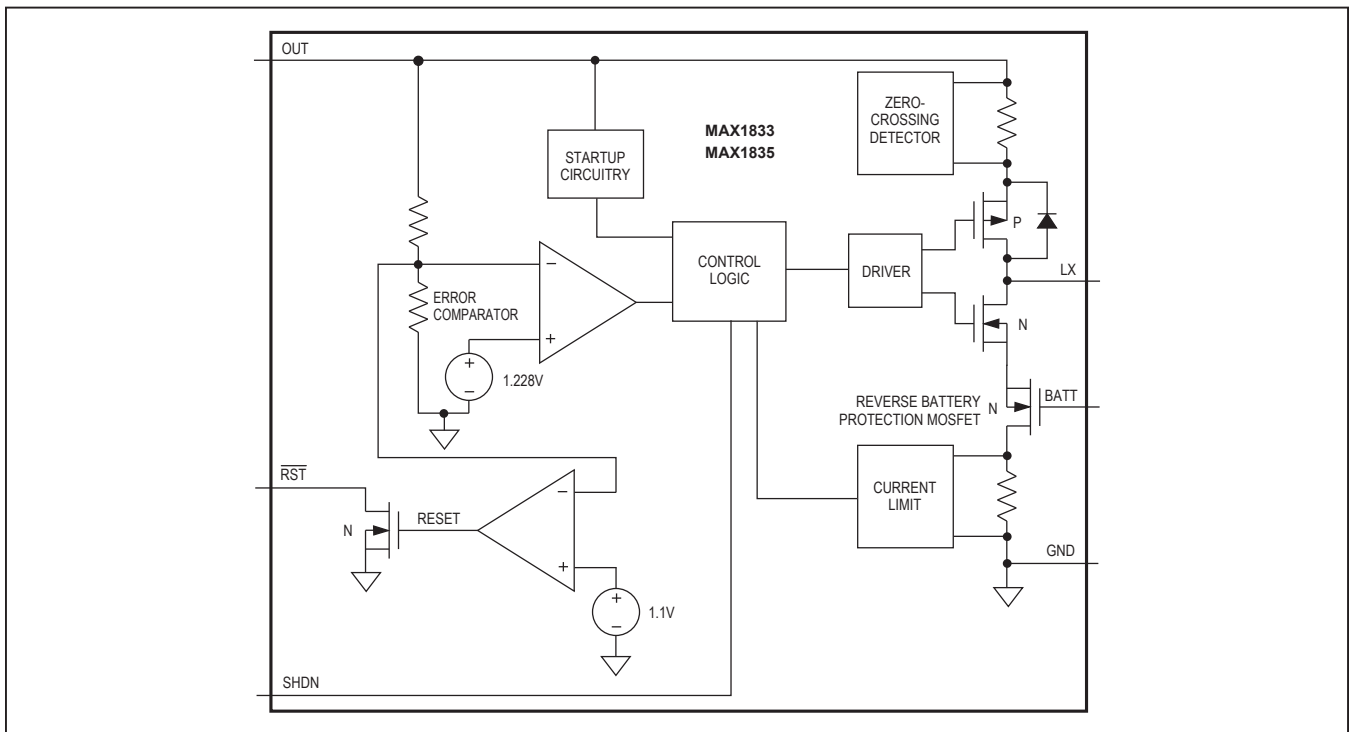 OUT
MAX1833
MAX1835
ZERO-
CROSSING
DETECTOR
STARTUP
CIRCUITRY
P
CONTROL
LOGIC
DRIVER
LX
−
ERROR
COMPARATOR
+
N
+
−
1.228V
REVERSE BATTERY
PROTECTION MOSFET
N
BATT
RST
−
CURRENT
LIMIT
RESET
N
GND
+
+
−
1.1V
SHDN